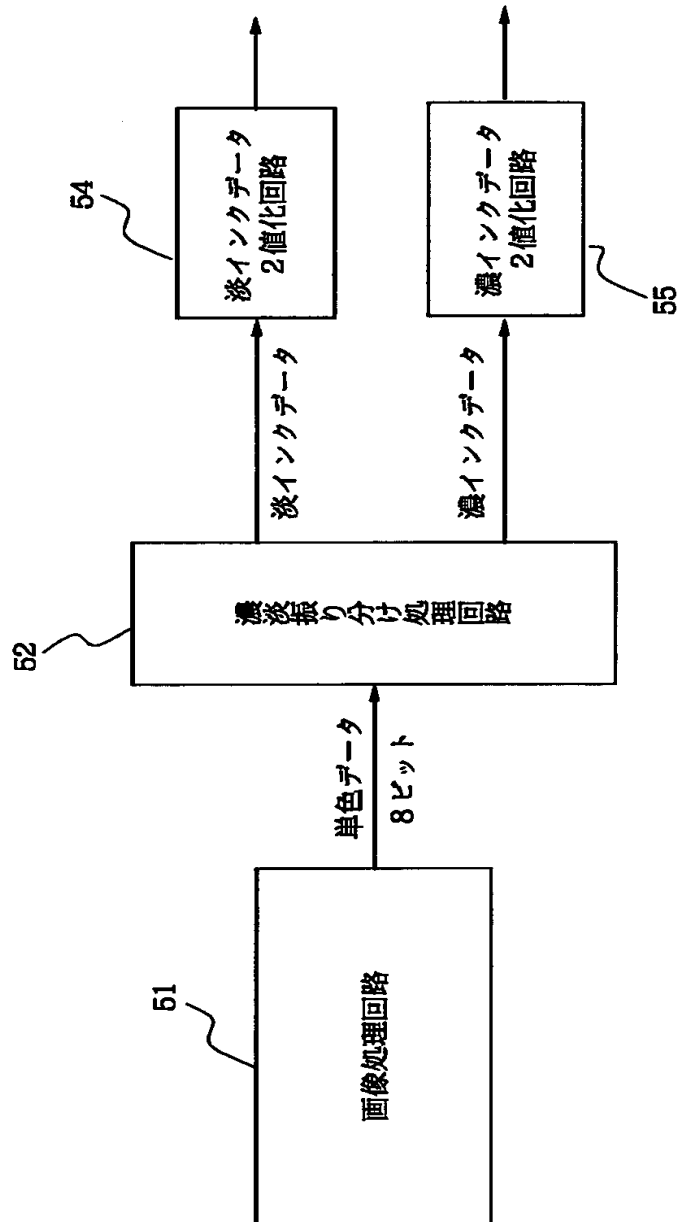 51
画像処理回路
単色データ
8ビット
52
濃淡振り分け処理回路
淡インクデータ
濃インクデータ
54
淡インクデータ
2値化回路
濃インクデータ
2値化回路
55